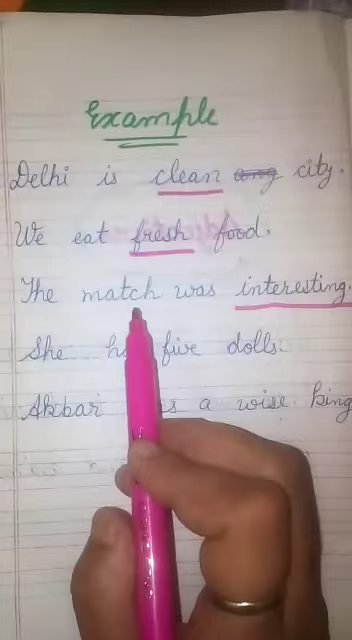 Example
Delhi is clean city.
We eat fresh food.
The match was interesting.
She five dolls.
Akbar a wise King